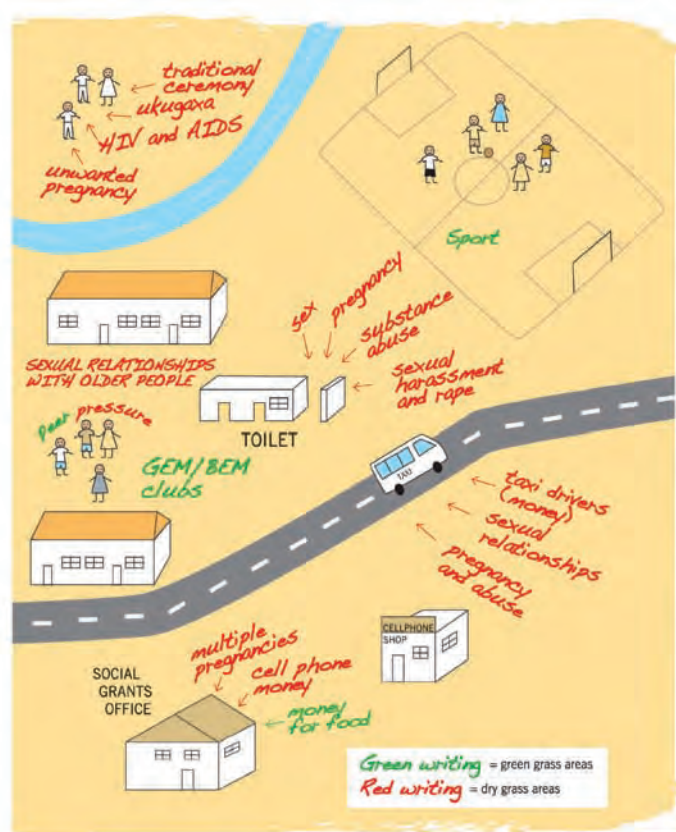 traditional
ceremony
ukugaxa
HIV and AIDS
unwanted
pregnancy
Sport
sex
pregnancy
substance
abuse
sexual
harassment
and rape
SEXUAL RELATIONSHIPS
WITH OLDER PEOPLE
TOILET
peer pressure
GEM/BEM
clubs
TAXI
taxi drivers
(money)
sexual
relationships
pregnancy
and abuse
CELLPHONE
SHOP
multiple
pregnancies
cell phone
money
money
for food
SOCIAL
GRANTS
OFFICE
Green writing = green grass areas
Red writing = dry grass areas